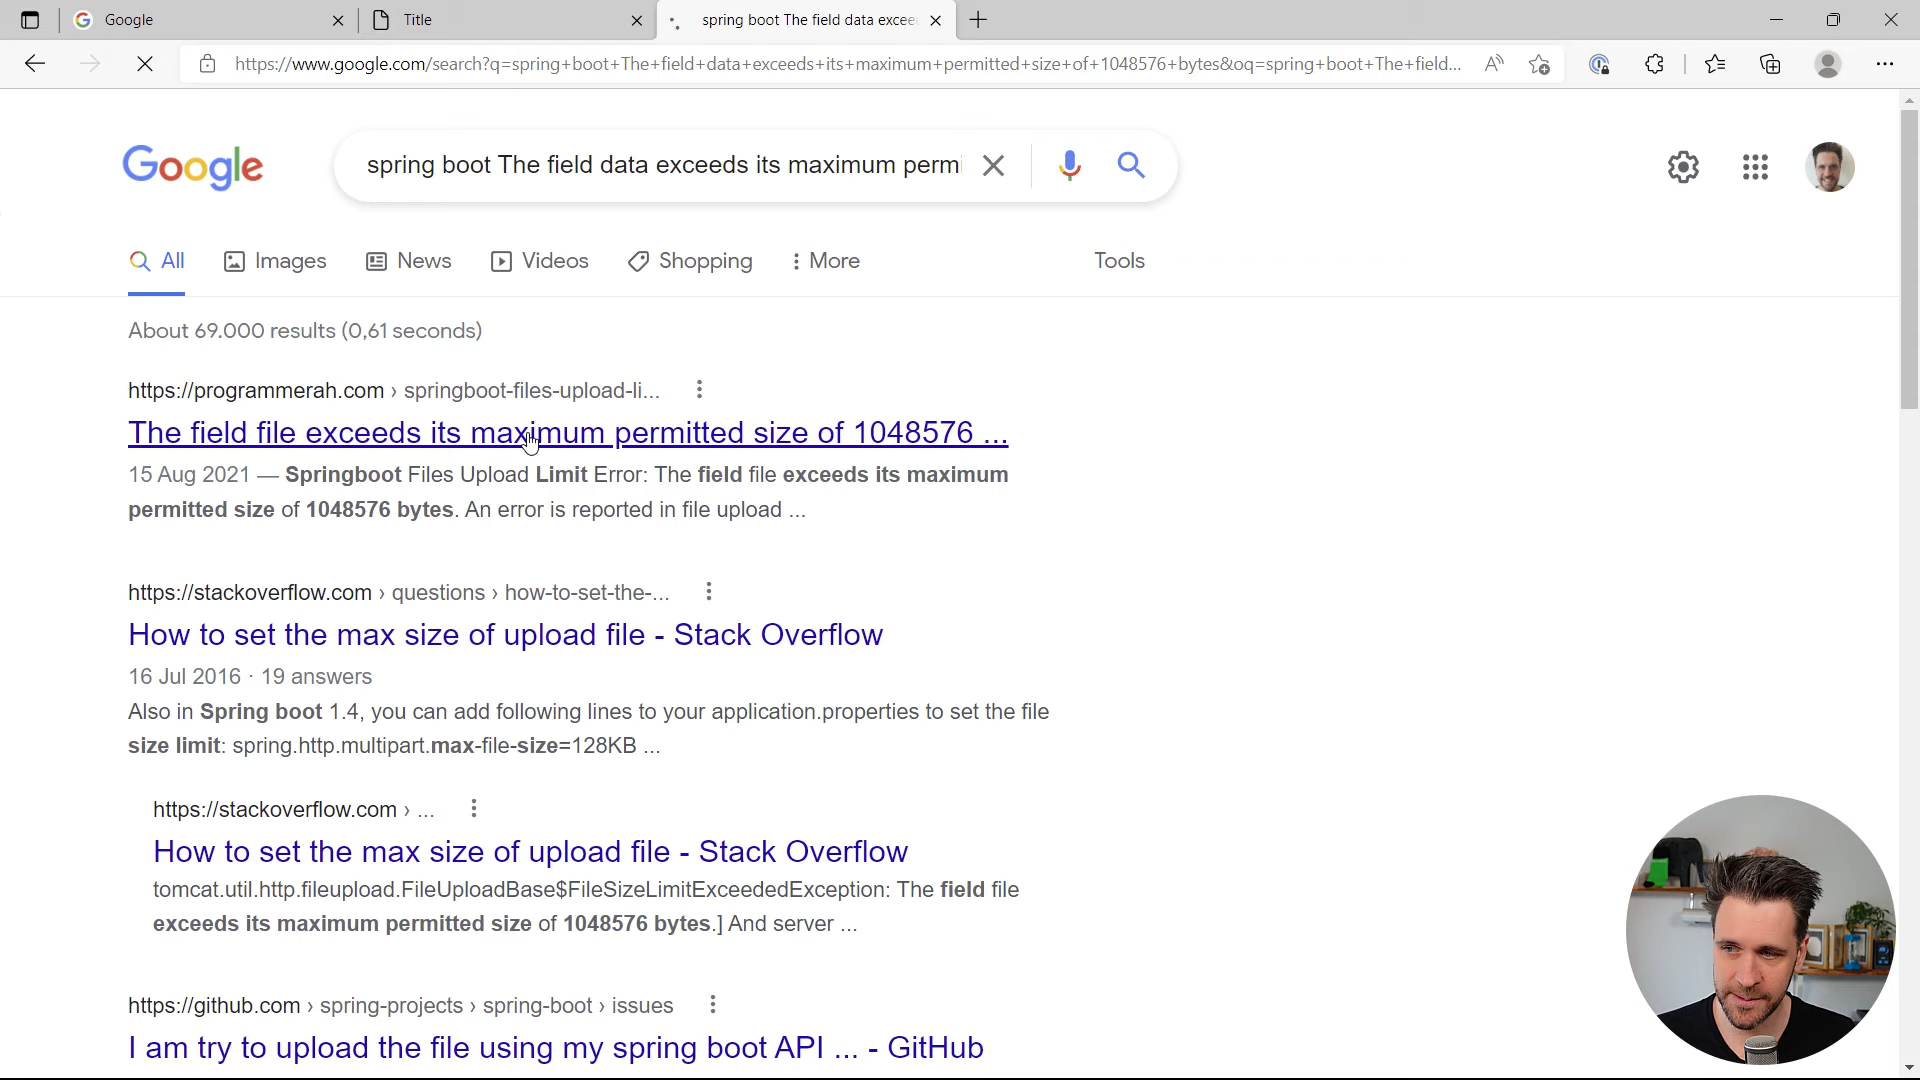 Google
Title
spring boot The field data excee
https://www.google.com/search?q=spring+boot+The+field+data+exceeds+its+maximum+permitted+size+of+1048576+bytes&oq=spring+boot+The+field...
Google
spring boot The field data exceeds its maximum permi
All
Images
News
Videos
Shopping
More
Tools
About 69.000 results (0,61 seconds)
https://programmerah.com › springboot-files-upload-li...
The field file exceeds its maximum permitted size of 1048576 ...
15 Aug 2021 — Springboot Files Upload Limit Error: The field file exceeds its maximum
permitted size of 1048576 bytes. An error is reported in file upload ...
https://stackoverflow.com › questions › how-to-set-the-...
How to set the max size of upload file - Stack Overflow
16 Jul 2016 · 19 answers
Also in Spring boot 1.4, you can add following lines to your application.properties to set the file
size limit: spring.http.multipart.max-file-size=128KB ...
https://stackoverflow.com › ...
How to set the max size of upload file - Stack Overflow
tomcat.util.http.fileupload.FileUploadBase$FileSizeLimitExceededException: The field file
exceeds its maximum permitted size of 1048576 bytes.] And server ...
https://github.com › spring-projects › spring-boot › issues
I am try to upload the file using my spring boot API ... - GitHub